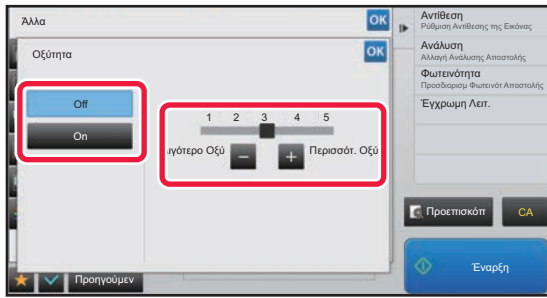 Άλλα
OK
Οξύτητα
OK
Off
On
1 2 3 4 5
ιγότερο Οξύ
Περισσότ. Οξύ
Προηγούμεν
Αντίθεση
Ρύθμιση Αντίθεσης της Εικόνας
Ανάλυση
Αλλαγή Ανάλυσης Αποστολής
Φωτεινότητα
Προσδιορισμ Φωτεινότ Αποστολής
Έγχρωμη Λειτ.
Προεπισκόπ
CA
Έναρξη